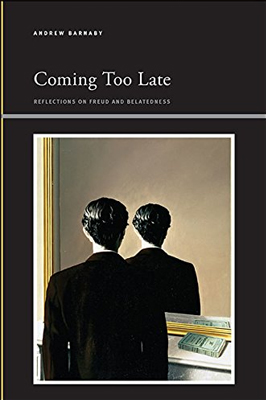 ANDREW BARNABY
Coming Too Late
REFLECTIONS ON FREUD AND BELATEDNESS